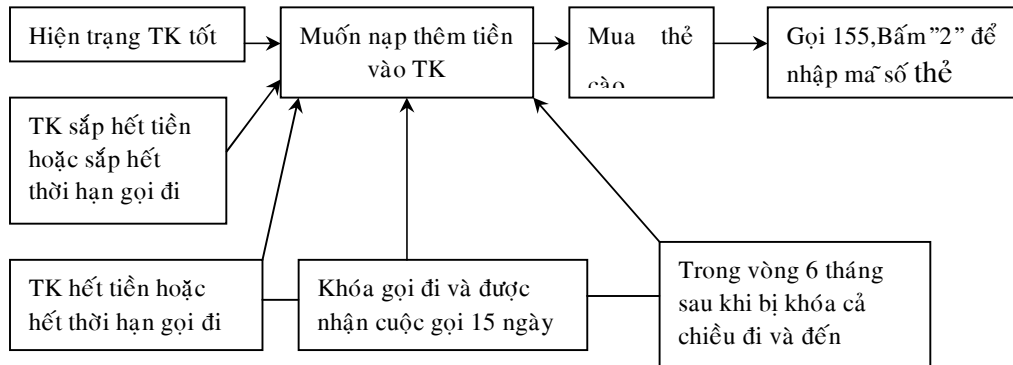 Hiện trạng TK tốt
Muốn nạp thêm tiền
vào TK
Mua thẻ
cào
Gọi 155,Bấm”2” để
nhập mã số thẻ
TK sắp hết tiền
hoặc sắp hết
thời hạn gọi đi
TK hết tiền hoặc
hết thời hạn gọi đi
Khóa gọi đi và được
nhận cuộc gọi 15 ngày
Trong vòng 6 tháng
sau khi bị khóa cả
chiều đi và đến